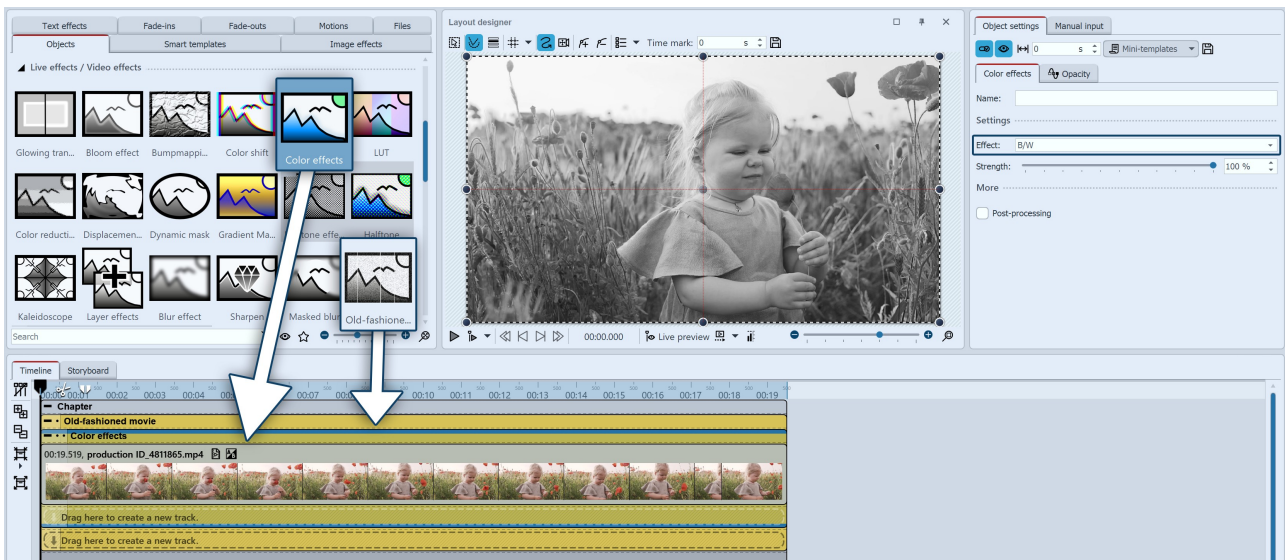 Text effects
Fade-ins
Fade-outs
Motions
Files
Objects
Smart templates
Image effects
Live effects / Video effects
Glowing tran...
Bloom effect
Bumpmappi...
Color shift
Color effects
LUT
Color reducti...
Displacemen...
Dynamic mask
Gradient Ma...
Halftone
Kaleidoscope
Layer effects
Blur effect
Sharpen
Masked blur
Old-fashione...
Search
Layout designer
Time mark: 0 s
00:00.000
Live preview
Object settings
Manual input
0 s
Mini-templates
Color effects
Opacity
Name:
Settings
Effect: B/W
Strength: 100 %
More
Post-processing
Timeline
Storyboard
00:02 00:03 00:04 00:07 00:10 00:11 00:12 00:13 00:14 00:15 00:16 00:17 00:18 00:19
Chapter
Old-fashioned movie
Color effects
00:19.519, production ID_4811865.mp4
Drag here to create a new track.
Drag here to create a new track.